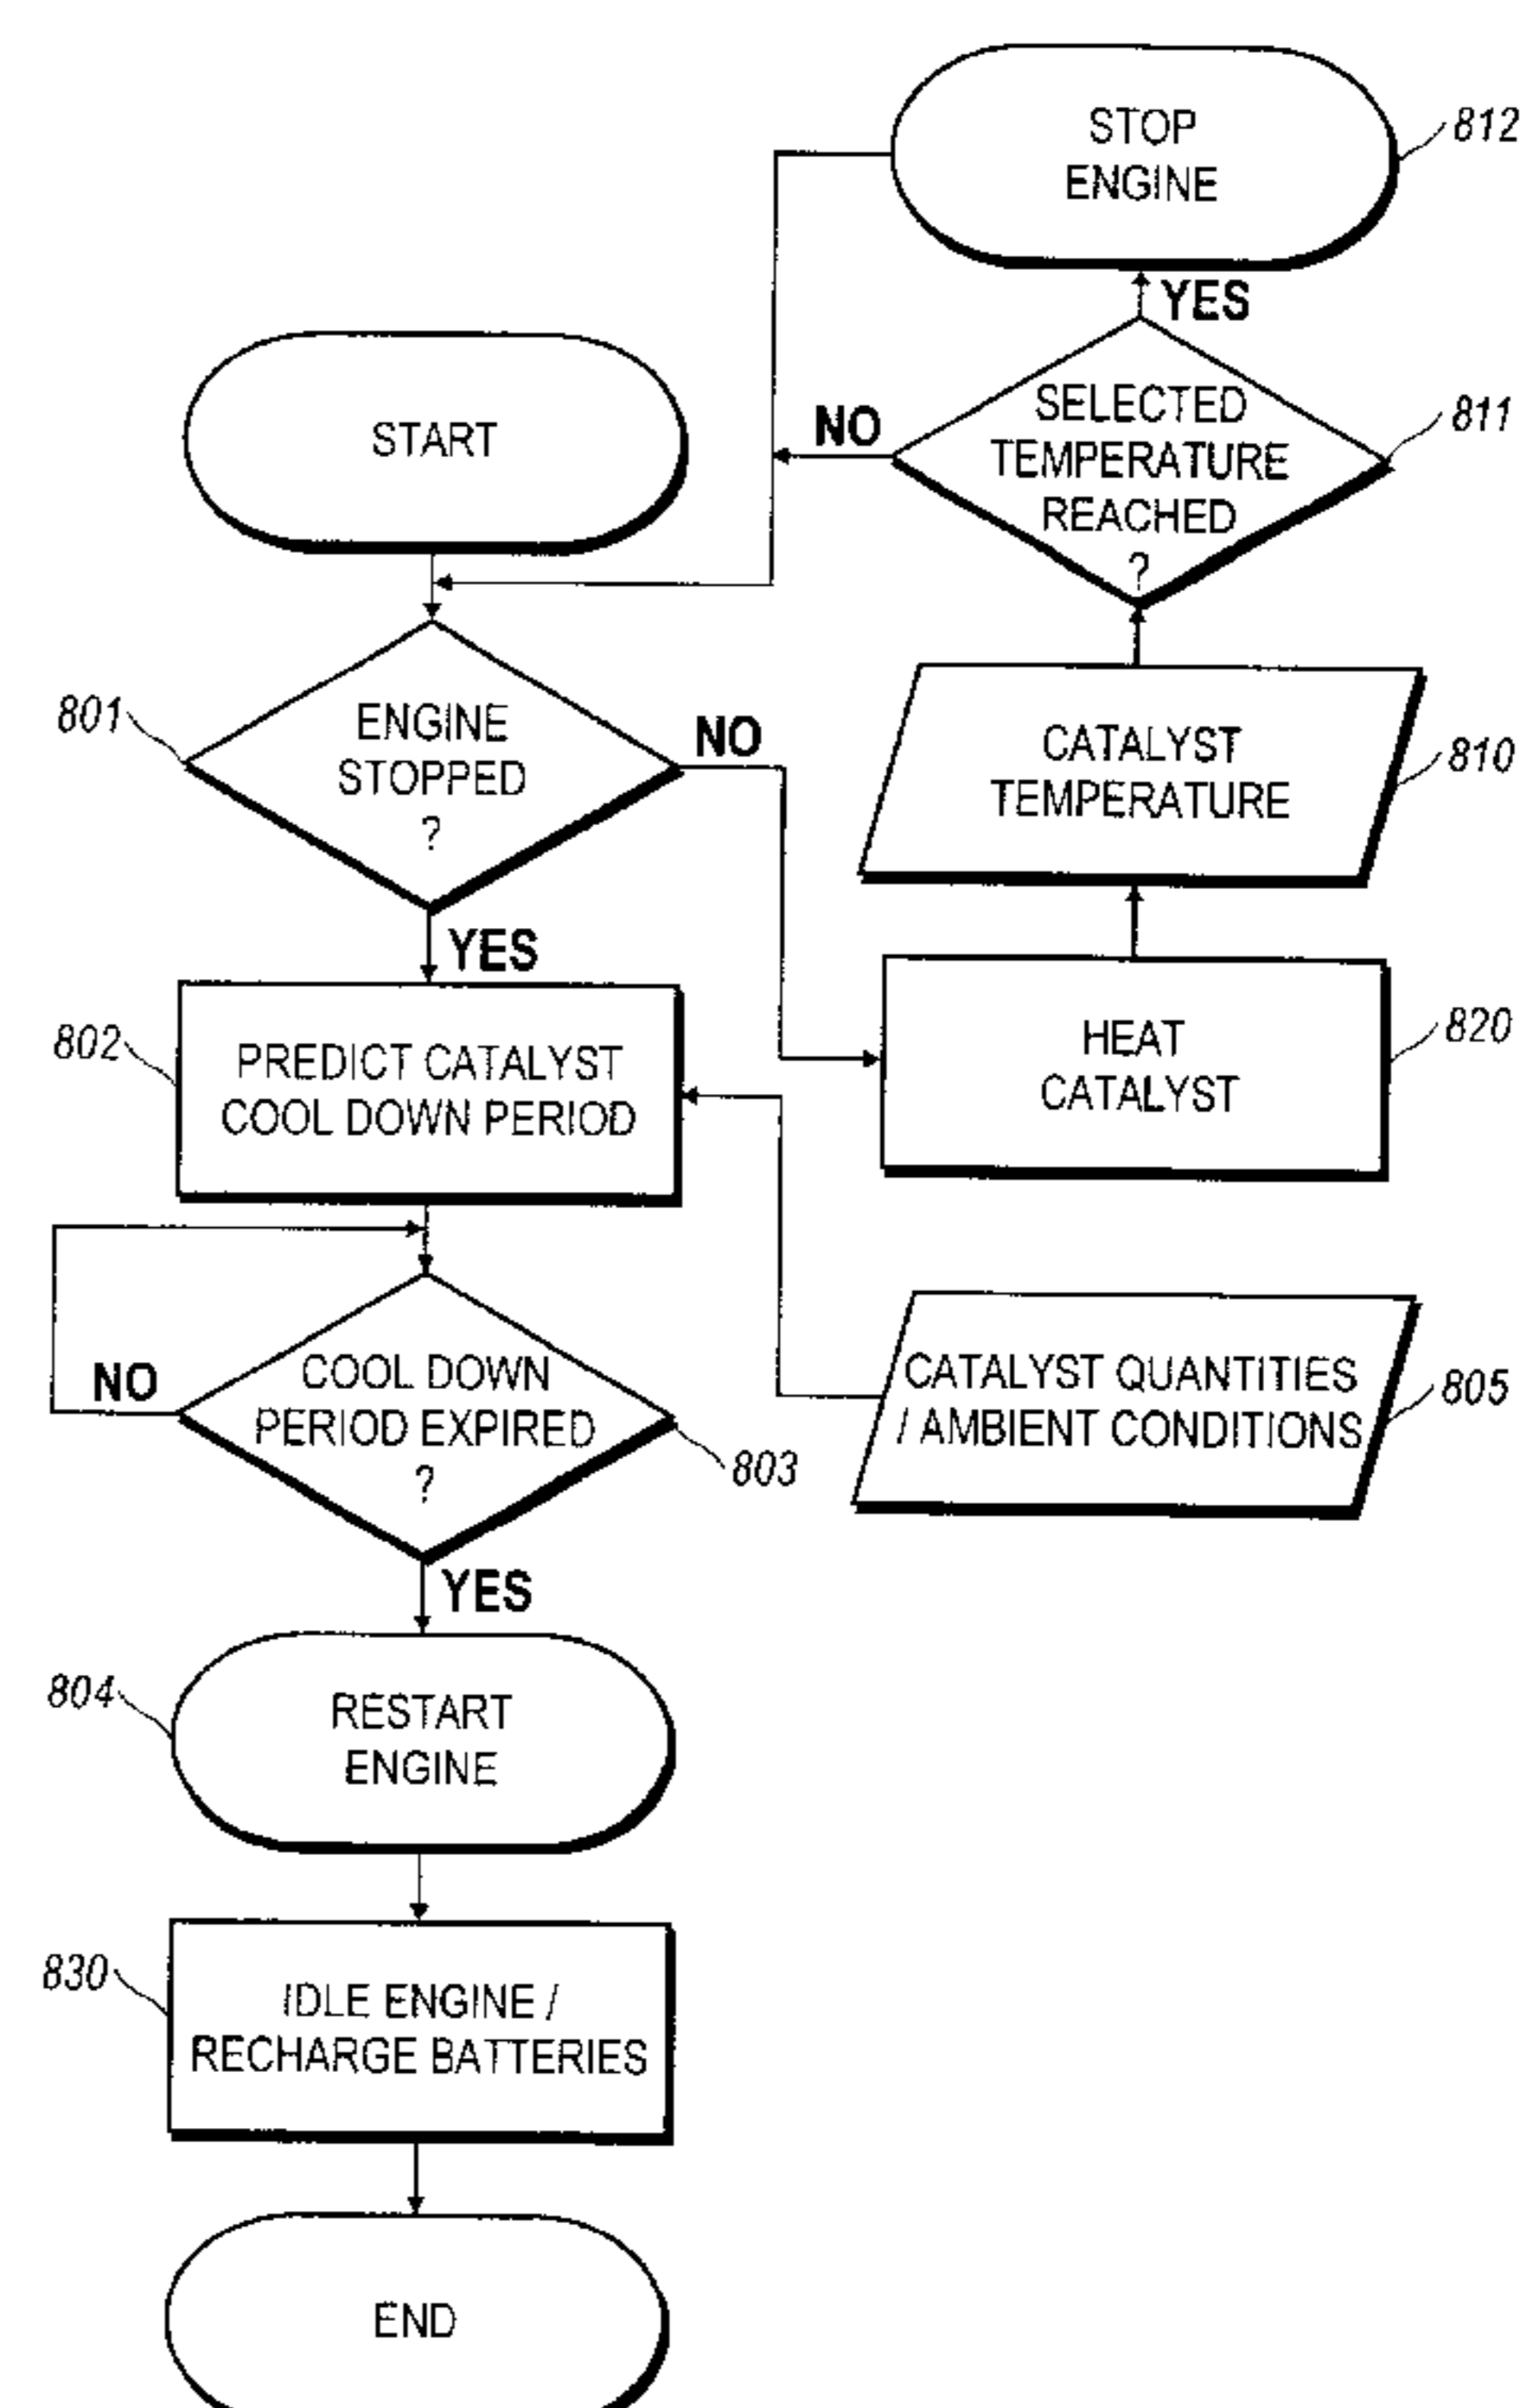 STOP
ENGINE
812
YES
SELECTED
TEMPERATURE
REACHED
?
811
NO
START
801
ENGINE
STOPPED
?
NO
YES
CATALYST
TEMPERATURE
810
802
PREDICT CATALYST
COOL DOWN PERIOD
HEAT
CATALYST
820
NO
COOL DOWN
PERIOD EXPIRED
?
803
CATALYST QUANTITIES
/ AMBIENT CONDITIONS
805
YES
804
RESTART
ENGINE
830
IDLE ENGINE /
RECHARGE BATTERIES
END